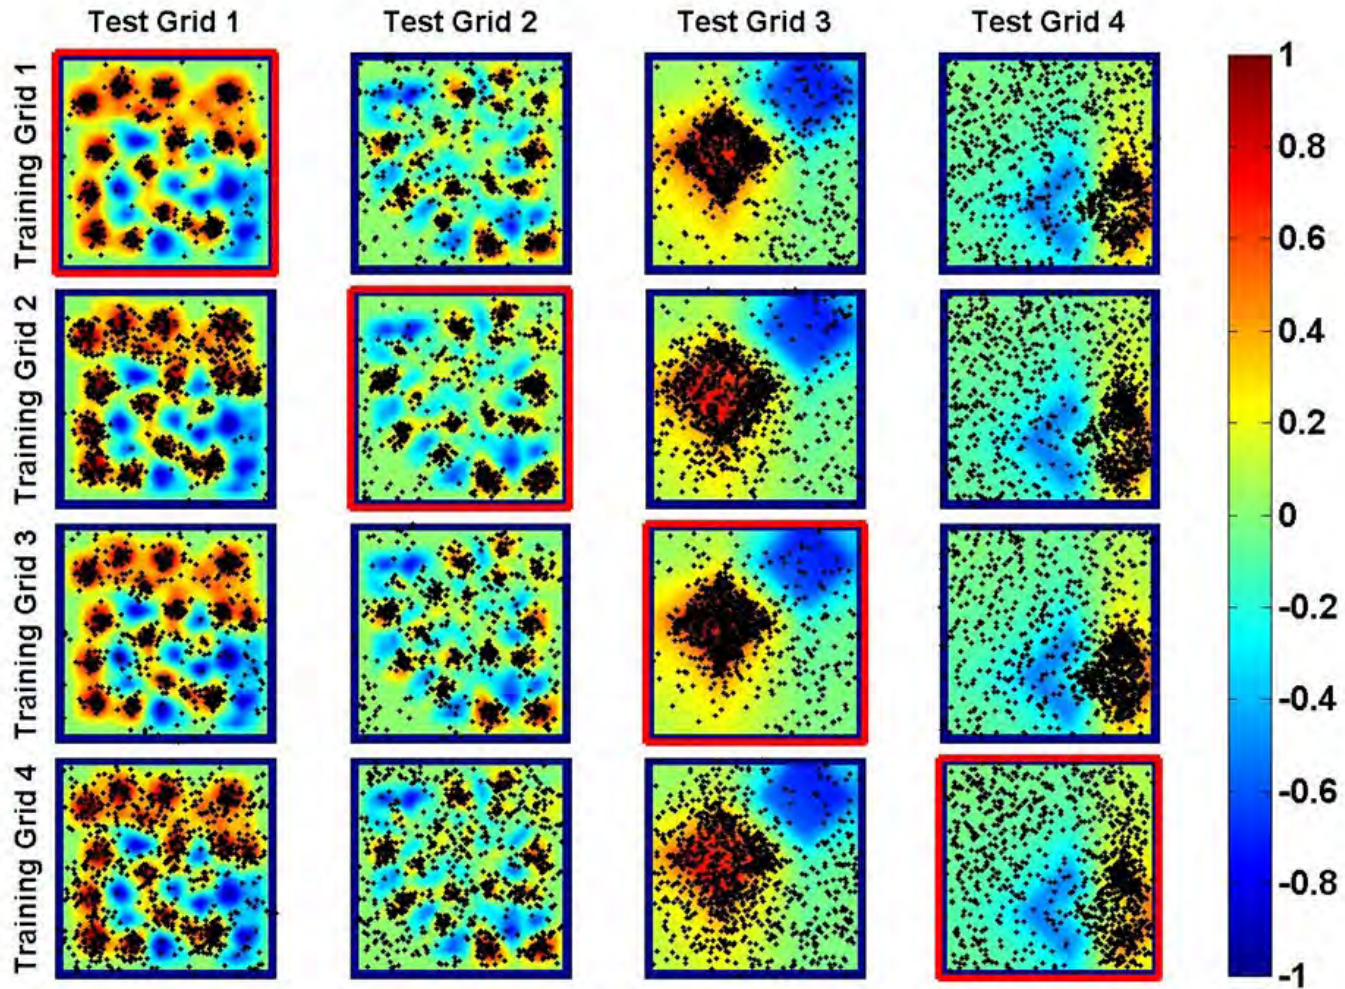 Test Grid 1
Test Grid 2
Test Grid 3
Test Grid 4
Training Grid 1
Training Grid 2
Training Grid 3
Training Grid 4
1
0.8
0.6
0.4
0.2
0
-0.2
-0.4
-0.6
-0.8
-1